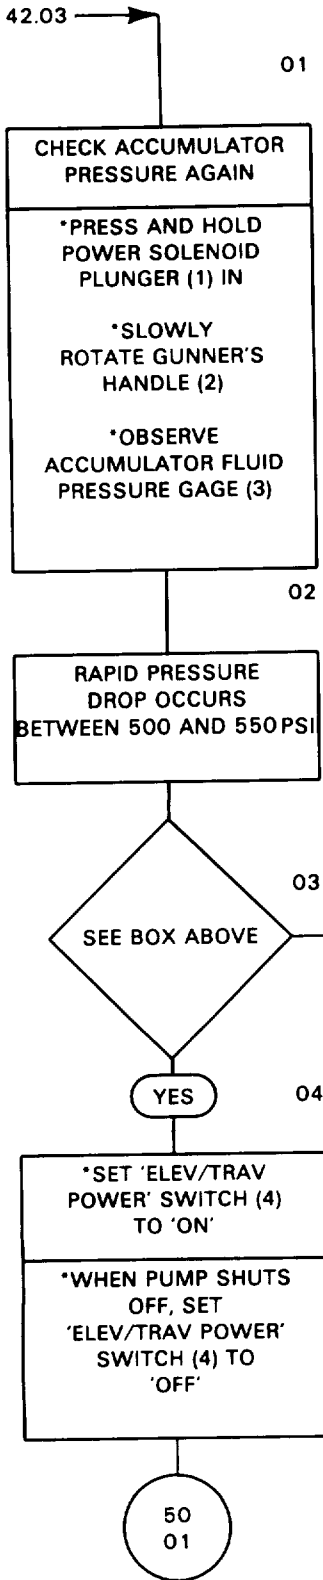 42.03
01
CHECK ACCUMULATOR
PRESSURE AGAIN
*PRESS AND HOLD
POWER SOLENOID
PLUNGER (1) IN
*SLOWLY
ROTATE GUNNER'S
HANDLE (2)
*OBSERVE
ACCUMULATOR FLUID
PRESSURE GAGE (3)
02
RAPID PRESSURE
DROP OCCURS
BETWEEN 500 AND 550 PSI
03
SEE BOX ABOVE
YES
04
*SET 'ELEV/TRAV
POWER' SWITCH (4)
TO 'ON'
*WHEN PUMP SHUTS
OFF, SET
'ELEV/TRAV POWER'
SWITCH (4) TO
'OFF'
50
01